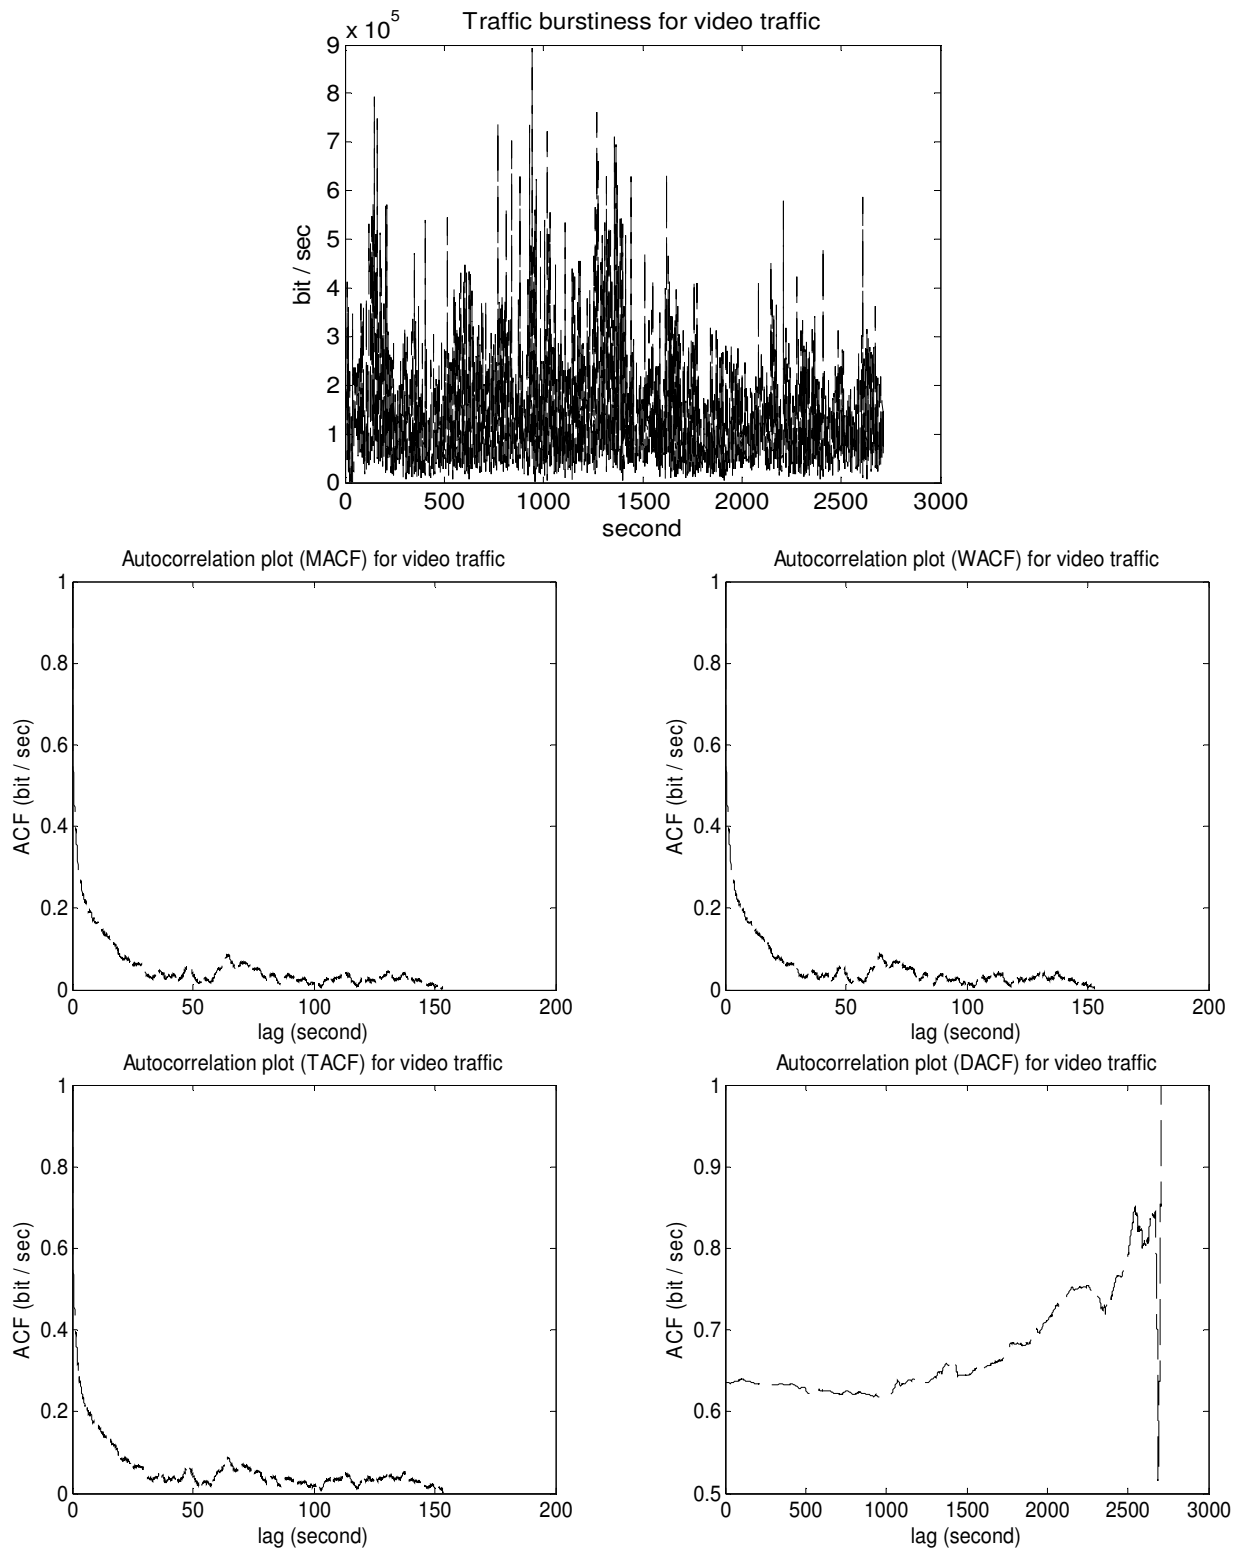 Traffic burstiness for video traffic
x 10^5
9
8
7
6
5
4
3
2
1
0
bit / sec
0 500 1000 1500 2000 2500 3000
second
Autocorrelation plot (MACF) for video traffic
1
0.8
0.6
0.4
0.2
0
ACF (bit / sec)
0 50 100 150 200
lag (second)
Autocorrelation plot (WACF) for video traffic
1
0.8
0.6
0.4
0.2
0
ACF (bit / sec)
0 50 100 150 200
lag (second)
Autocorrelation plot (TACF) for video traffic
1
0.8
0.6
0.4
0.2
0
ACF (bit / sec)
0 50 100 150 200
lag (second)
Autocorrelation plot (DACF) for video traffic
1
0.9
0.8
0.7
0.6
0.5
ACF (bit / sec)
0 500 1000 1500 2000 2500 3000
lag (second)